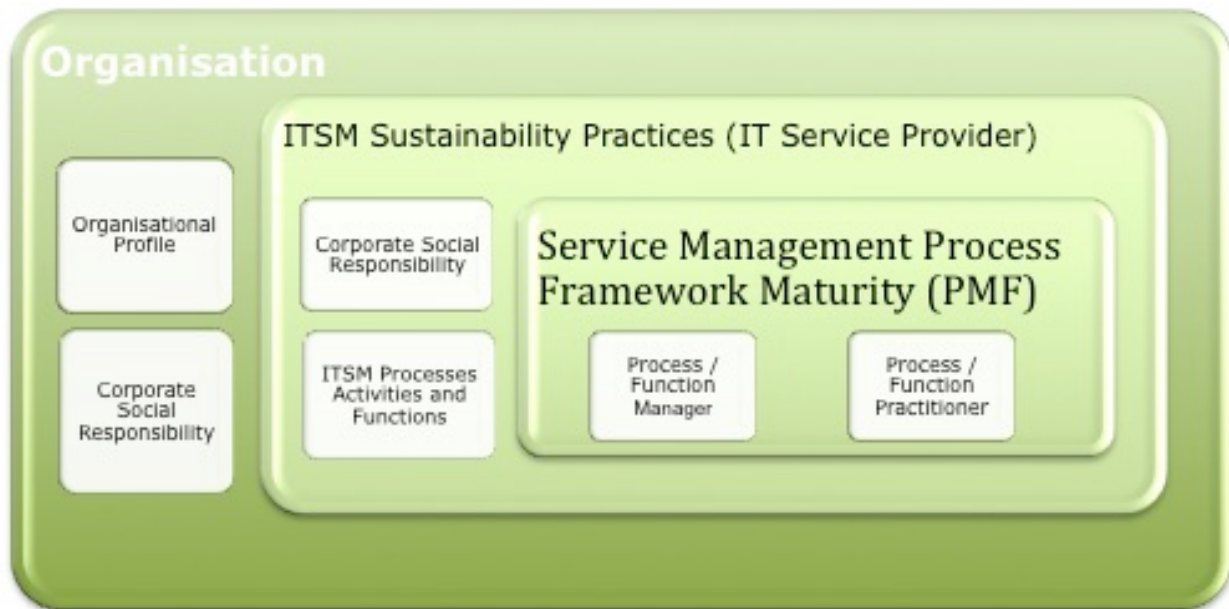 Organisation
ITSM Sustainability Practices (IT Service Provider)
Organisational
Profile
Corporate
Social
Responsibility
Corporate Social
Responsibility
ITSM Processes
Activities and
Functions
Service Management Process
Framework Maturity (PMF)
Process /
Function
Manager
Process /
Function
Practitioner